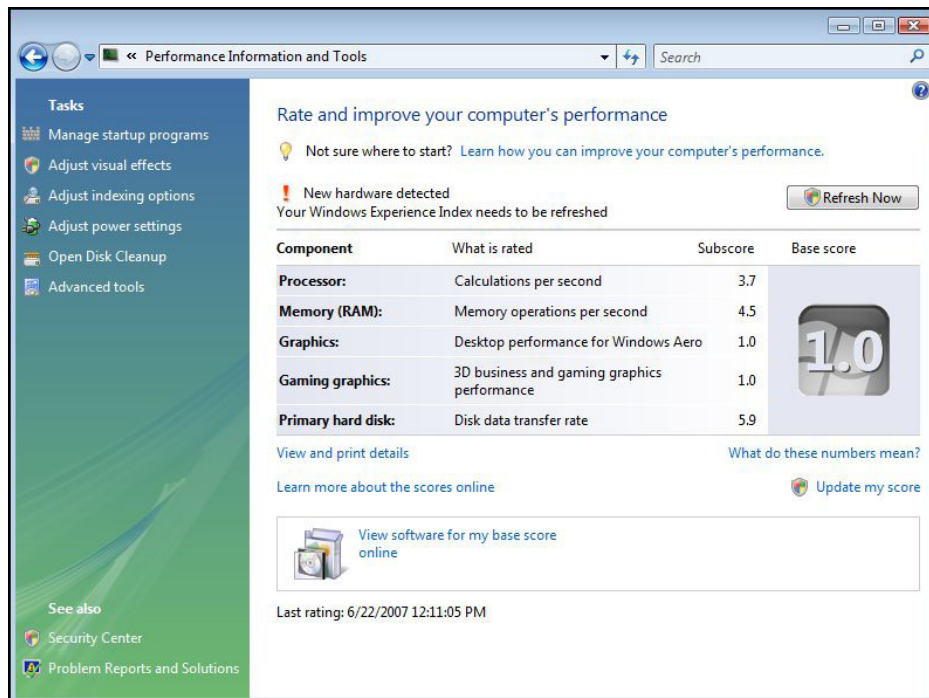 « Performance Information and Tools
Search
Tasks
Manage startup programs
Adjust visual effects
Adjust indexing options
Adjust power settings
Open Disk Cleanup
Advanced tools
See also
Security Center
Problem Reports and Solutions
Rate and improve your computer's performance
Not sure where to start? Learn how you can improve your computer's performance.
New hardware detected
Your Windows Experience Index needs to be refreshed
Refresh Now
Component What is rated Subscore Base score
Processor: Calculations per second 3.7
Memory (RAM): Memory operations per second 4.5
Graphics: Desktop performance for Windows Aero 1.0
1.0
Gaming graphics: 3D business and gaming graphics
performance 1.0
Primary hard disk: Disk data transfer rate 5.9
View and print details What do these numbers mean?
Learn more about the scores online Update my score
View software for my base score
online
Last rating: 6/22/2007 12:11:05 PM